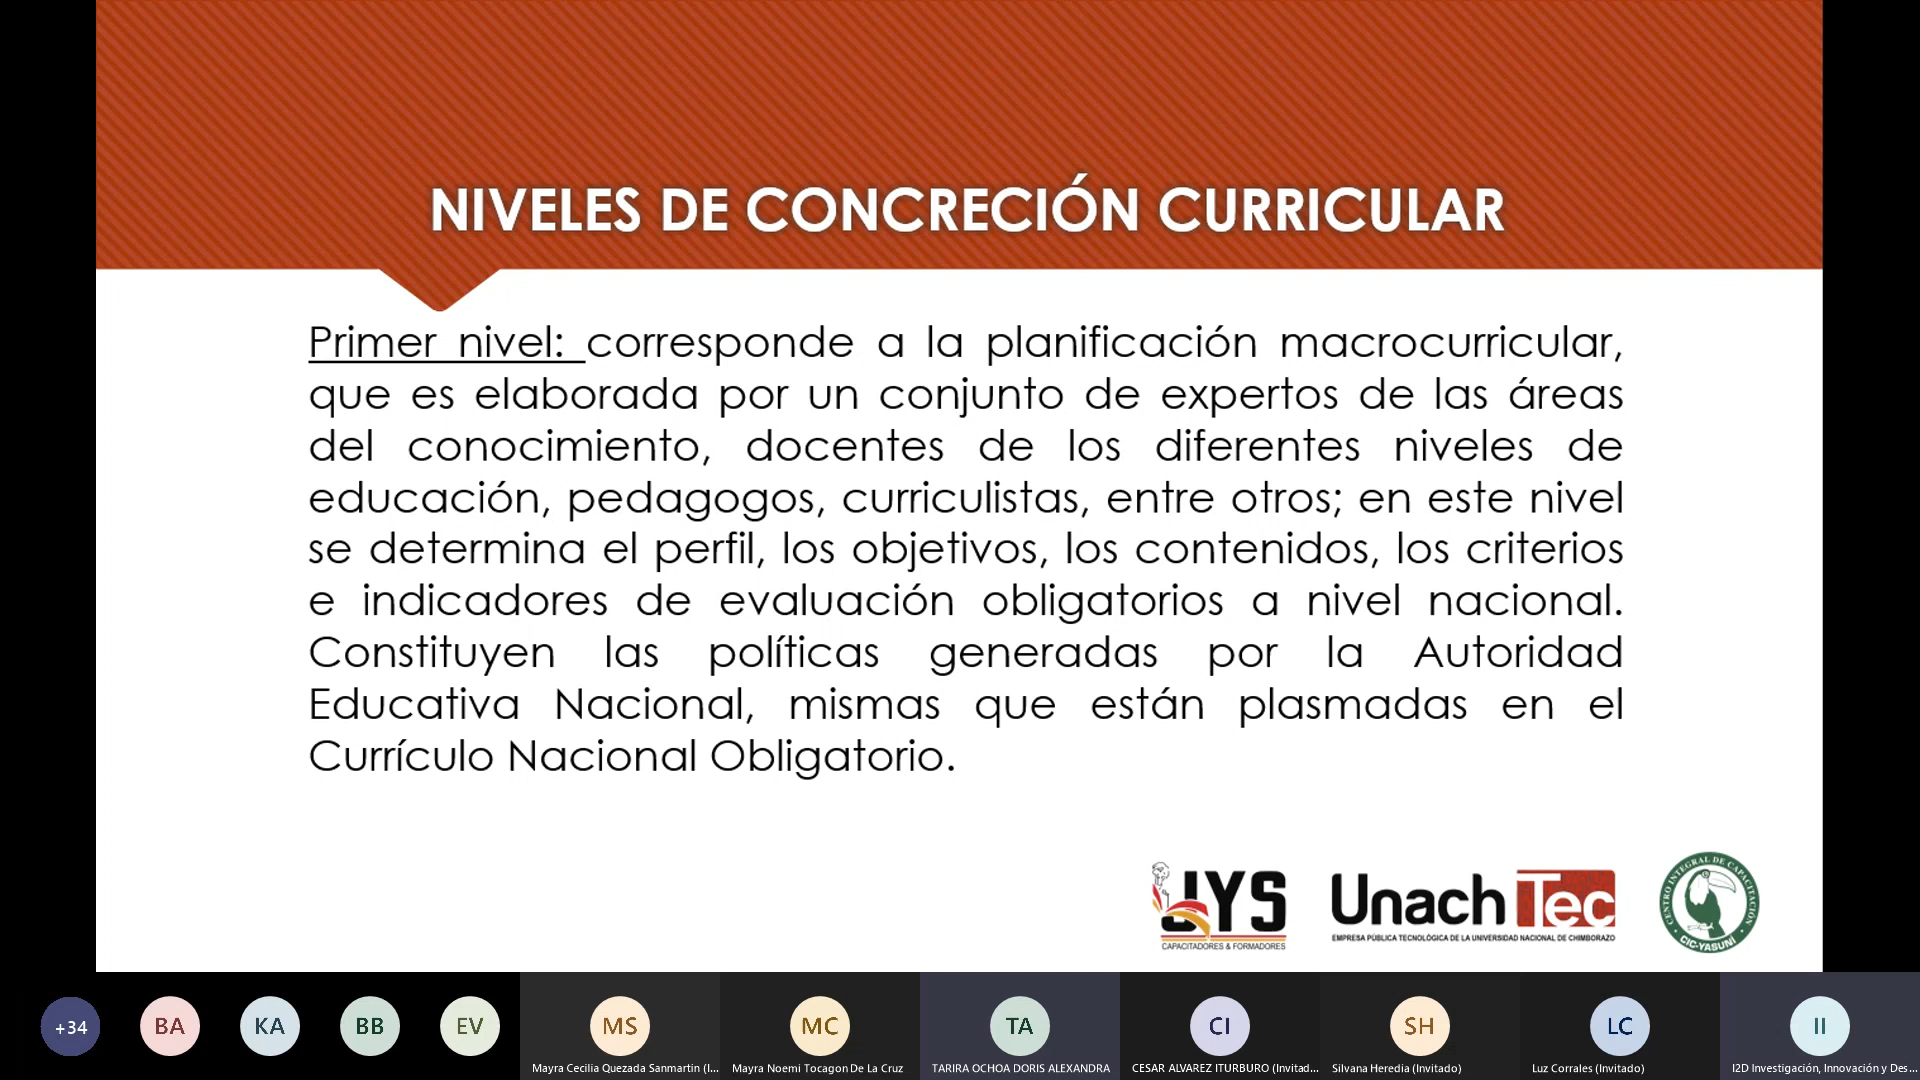 NIVELES DE CONCRECIÓN CURRICULAR
Primer nivel: corresponde a la planificación macrocurricular,
que es elaborada por un conjunto de expertos de las áreas
del conocimiento, docentes de los diferentes niveles de
educación, pedagogos, curriculistas, entre otros; en este nivel
se determina el perfil, los objetivos, los contenidos, los criterios
e indicadores de evaluación obligatorios a nivel nacional.
Constituyen las políticas generadas por la Autoridad
Educativa Nacional, mismas que están plasmadas en el
Currículo Nacional Obligatorio.
JYS
CAPACITADORES & FORMADORES
UnachTec
EMPRESA PÚBLICA TECNOLÓGICA DE LA UNIVERSIDAD NACIONAL DE CHIMBORAZO
CENTRO INTEGRAL DE CAPACITACIÓN
CIC-YASUNÍ
+34
BA
KA
BB
EV
MS
MC
TA
CI
SH
LC
II
Mayra Cecilia Quezada Sanmartin (I...
Mayra Noemi Tocagon De La Cruz
TARIRA OCHOA DORIS ALEXANDRA
CESAR ALVAREZ ITURBURO (Invitad...
Silvana Heredia (Invitado)
Luz Corrales (Invitado)
I2D Investigación, Innovación y Des...